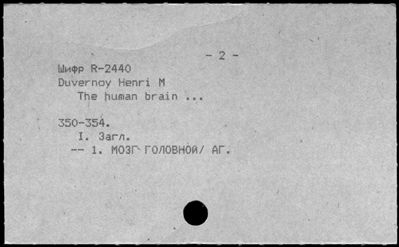 - 2 -
Шифр R-2440
Duvernoy Henri M
The human brain ...
350-354.
I. Загл.
-- 1. МОЗГ ГОЛОВНОЙ/ АГ.